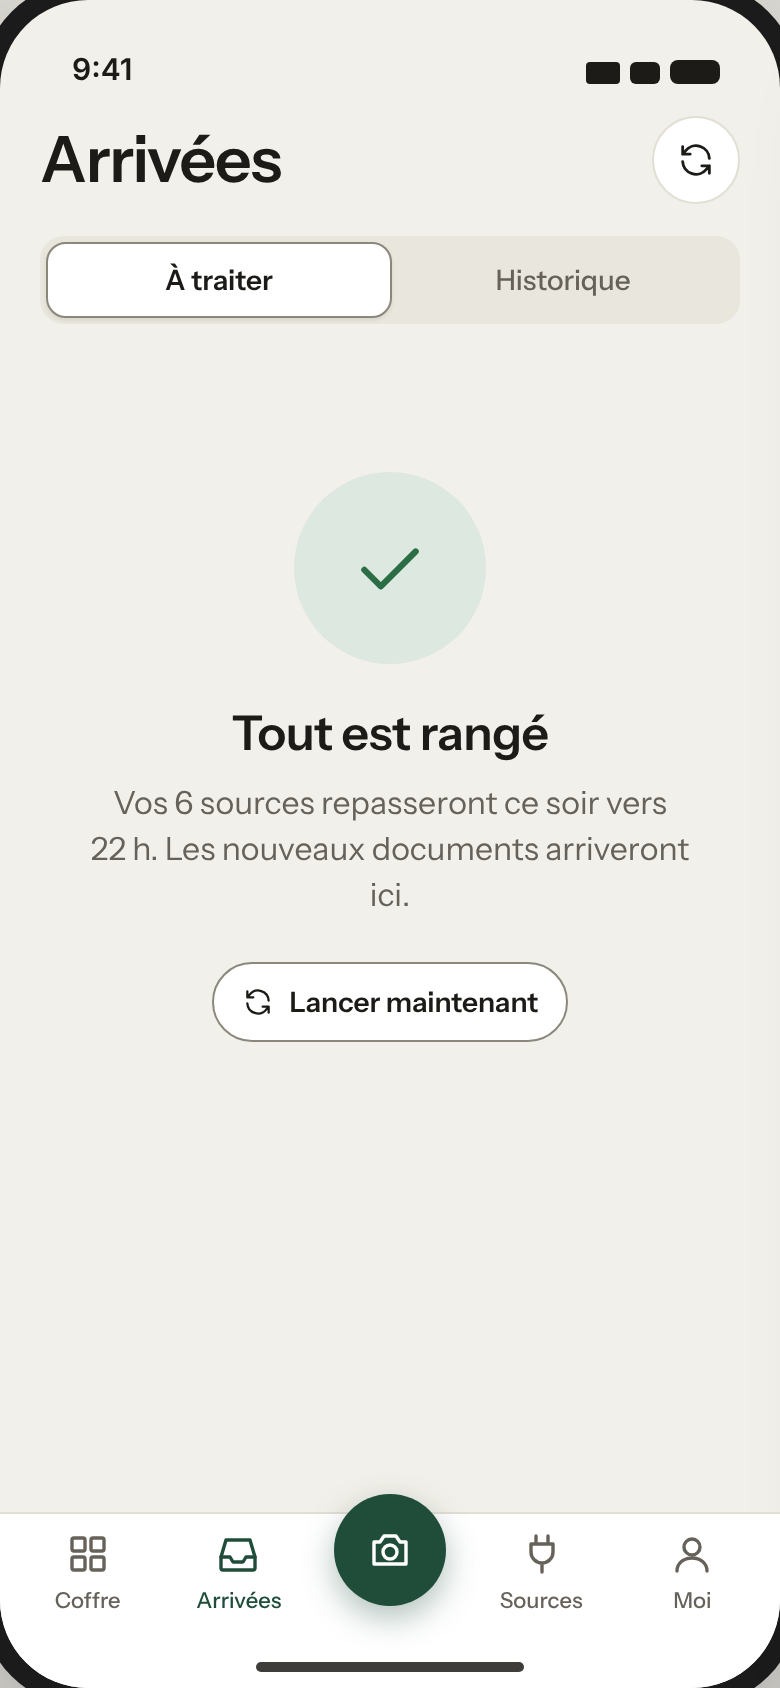 9:41
Arrivées
À traiter
Historique
Tout est rangé
Vos 6 sources repasseront ce soir vers
22 h. Les nouveaux documents arriveront
ici.
Lancer maintenant
Coffre
Arrivées
Sources
Moi